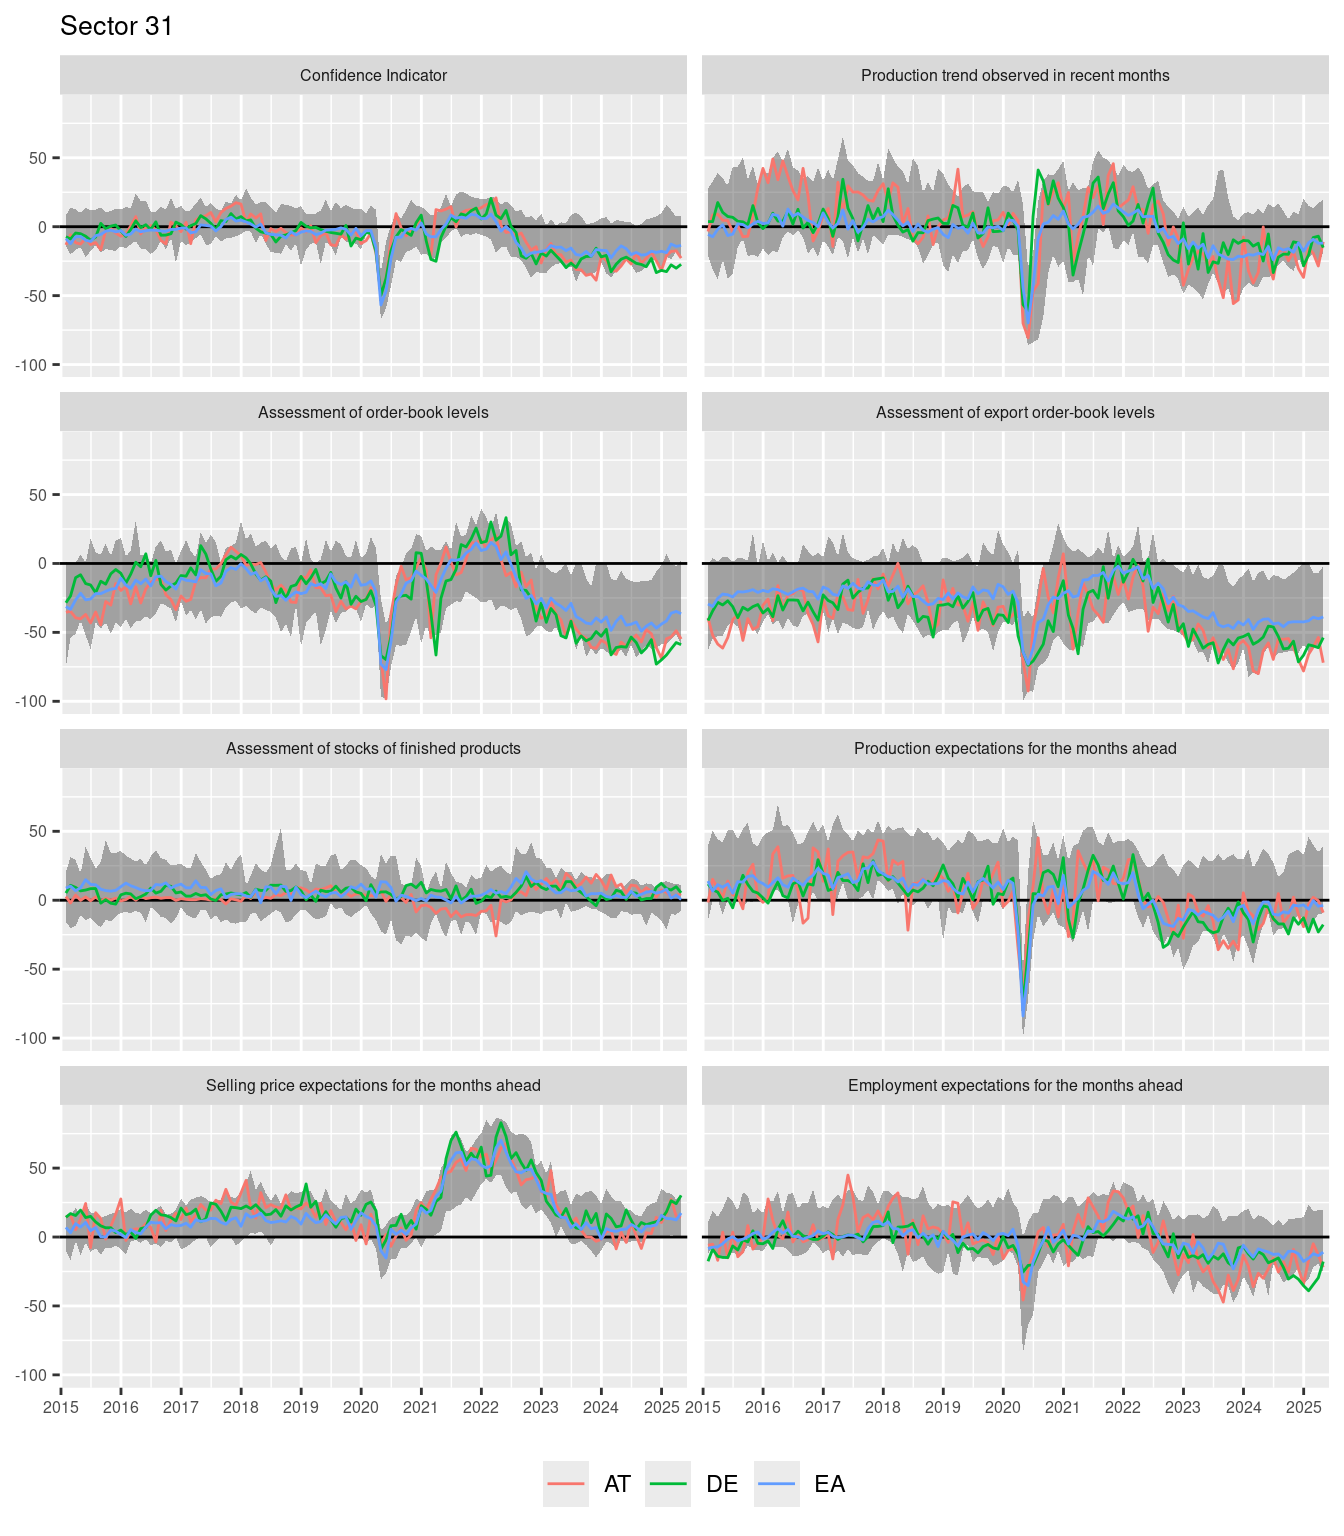 Sector 31
Confidence Indicator
Production trend observed in recent months
50
0
-50
-100
Assessment of order-book levels
Assessment of export order-book levels
50
0
-50
-100
Assessment of stocks of finished products
Production expectations for the months ahead
50
0
-50
-100
Selling price expectations for the months ahead
Employment expectations for the months ahead
50
0
-50
-100
2015 2016 2017 2018 2019 2020 2021 2022 2023 2024 2025 2015 2016 2017 2018 2019 2020 2021 2022 2023 2024 2025
AT DE EA